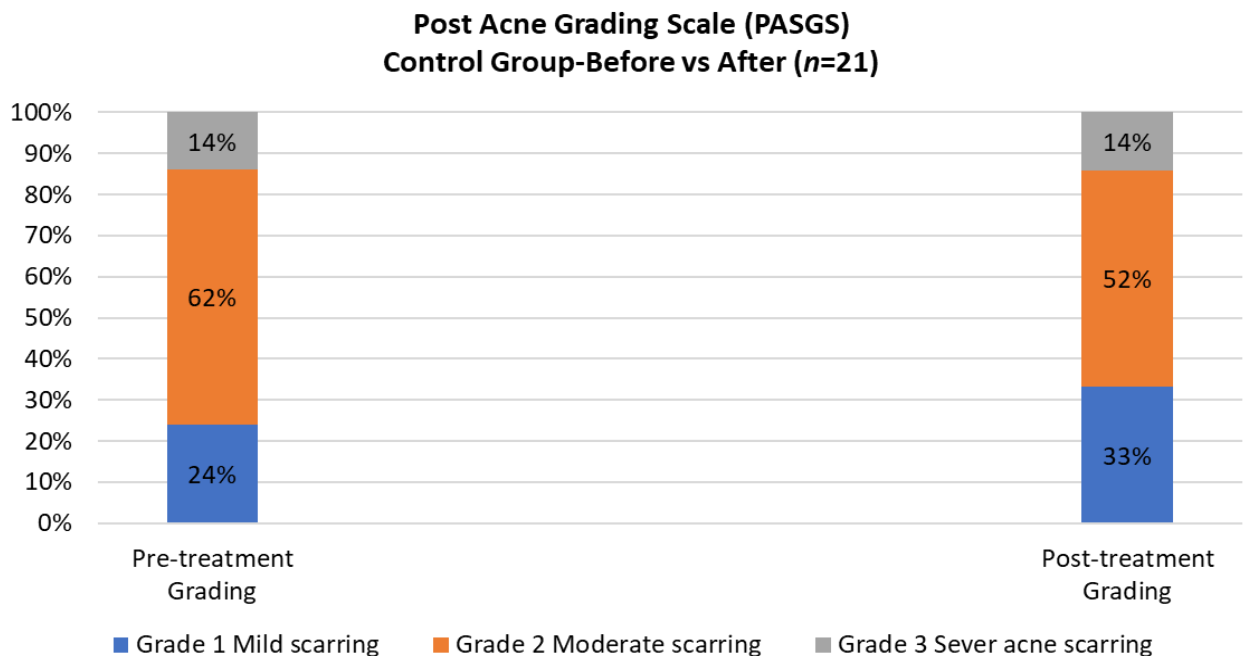 Post Acne Grading Scale (PASGS)
Control Group-Before vs After (n=21)
100%
90%
80%
70%
60%
50%
40%
30%
20%
10%
0%
14%
62%
24%
14%
52%
33%
Pre-treatment
Grading
Post-treatment
Grading
Grade 1 Mild scarring
Grade 2 Moderate scarring
Grade 3 Sever acne scarring